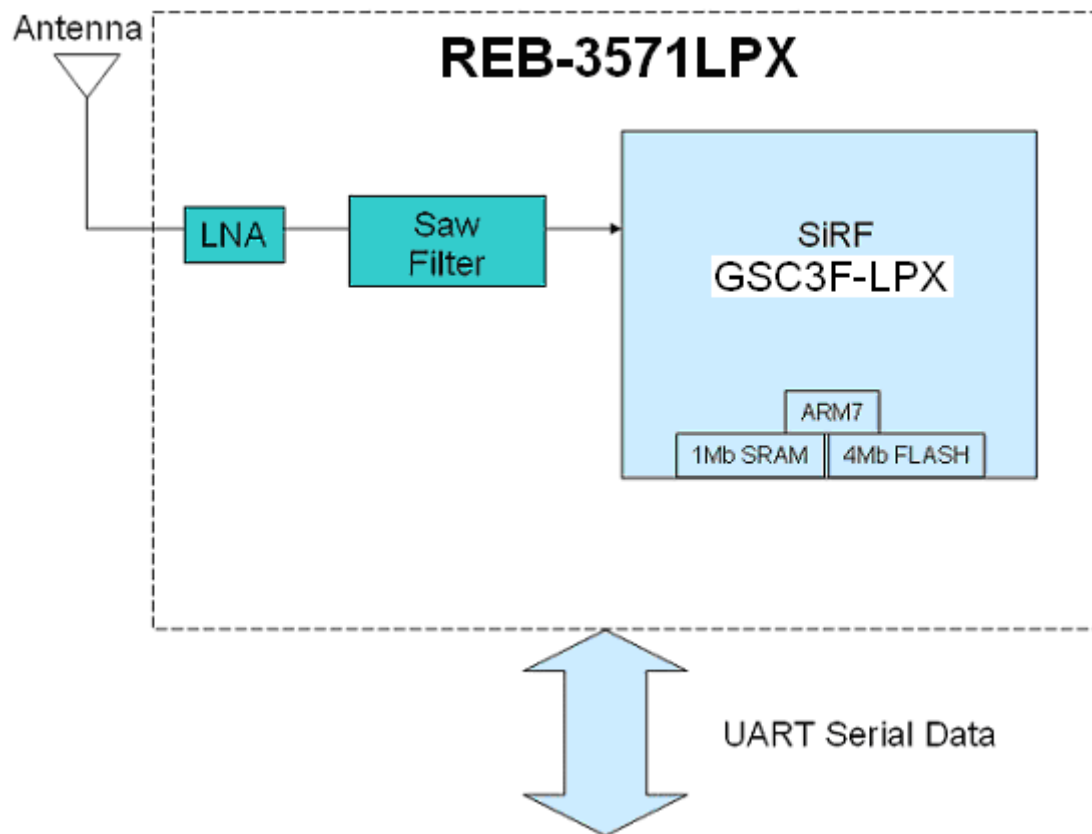 Antenna
REB-3571LPX
LNA
Saw
Filter
SiRF
GSC3F-LPX
ARM7
1Mb SRAM
4Mb FLASH
UART Serial Data